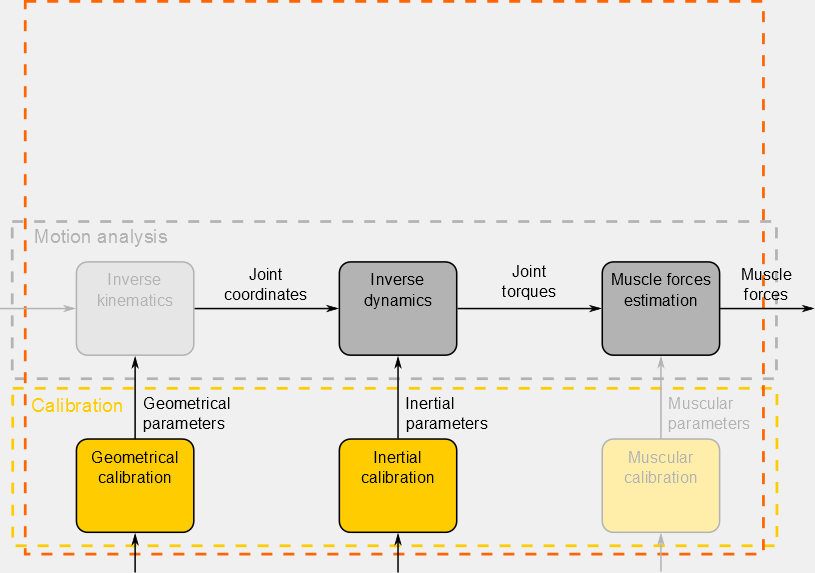 Motion analysis
Inverse
kinematics
Joint
coordinates
Inverse
dynamics
Joint
torques
Muscle forces
estimation
Muscle
forces
Calibration
Geometrical
parameters
Inertial
parameters
Muscular
parameters
Geometrical
calibration
Inertial
calibration
Muscular
calibration